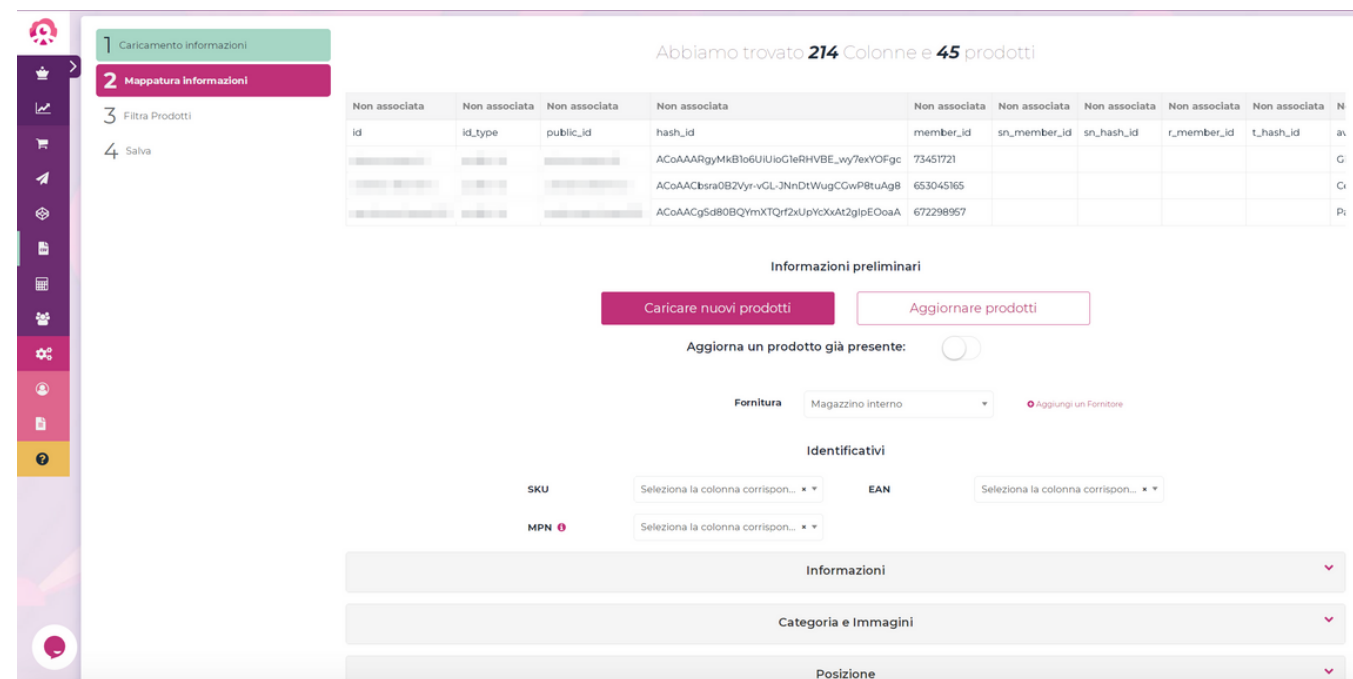 1 Caricamento informazioni
2 Mappatura informazioni
3 Filtra Prodotti
4 Salva
Abbiamo trovato 214 Colonne e 45 prodotti
Non associata Non associata Non associata Non associata Non associata Non associata Non associata Non associata Non associata
id id_type public_id hash_id member_id sn_member_id sn_hash_id r_member_id t_hash_id
ACoAAARgyMkB1o6UiUioG1eRHVBE_wy7exYOFgc 73451721
ACoAACbsra0B2Vyr-vGL-JNnDtWugCGwP8tuAg8 653045165
ACoAACgSd80BQYmXTQrf2xUpYcXxAt2gIpEOoaA 672298957
Informazioni preliminari
Caricare nuovi prodotti Aggiornare prodotti
Aggiorna un prodotto già presente:
Fornitura Magazzino interno Aggiungi un Fornitore
Identificativi
SKU Seleziona la colonna corrispon... × EAN Seleziona la colonna corrispon... ×
MPN Seleziona la colonna corrispon... ×
Informazioni
Categoria e Immagini
Posizione